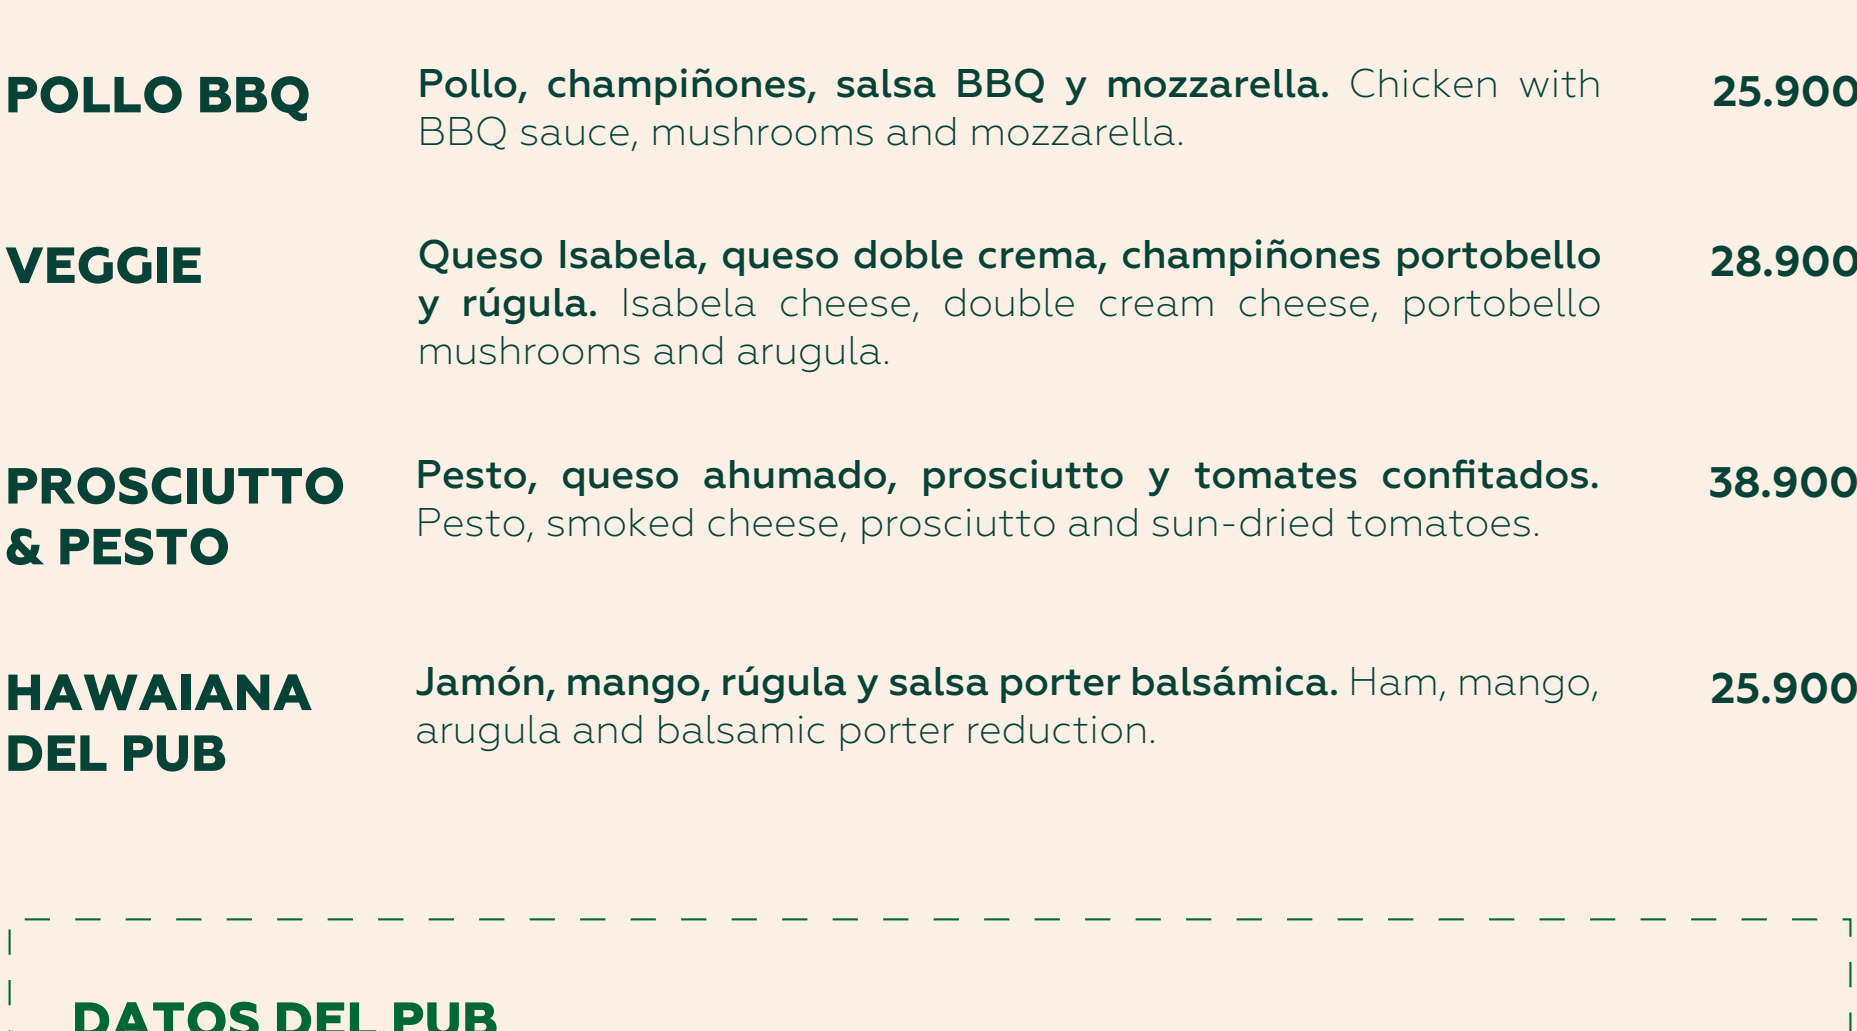 POLLO BBQ
Pollo, champiñones, salsa BBQ y mozzarella. Chicken with
BBQ sauce, mushrooms and mozzarella.
25.900
VEGGIE
Queso Isabela, queso doble crema, champiñones portobello
y rúgula. Isabela cheese, double cream cheese, portobello
mushrooms and arugula.
28.900
PROSCIUTTO
& PESTO
Pesto, queso ahumado, prosciutto y tomates confitados.
Pesto, smoked cheese, prosciutto and sun-dried tomatoes.
38.900
HAWAIANA
DEL PUB
Jamón, mango, rúgula y salsa porter balsámica. Ham, mango,
arugula and balsamic porter reduction.
25.900
DATOS DEL PUB